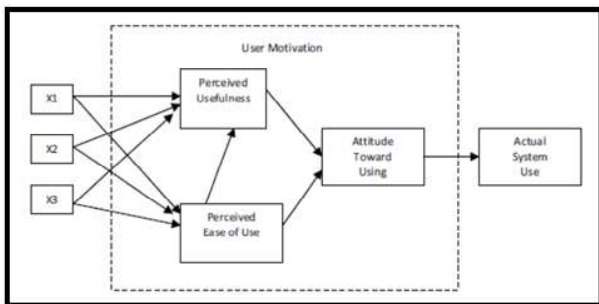 User Motivation
X1
X2
X3
Perceived
Usefulness
Perceived
Ease of Use
Attitude
Toward
Using
Actual
System
Use